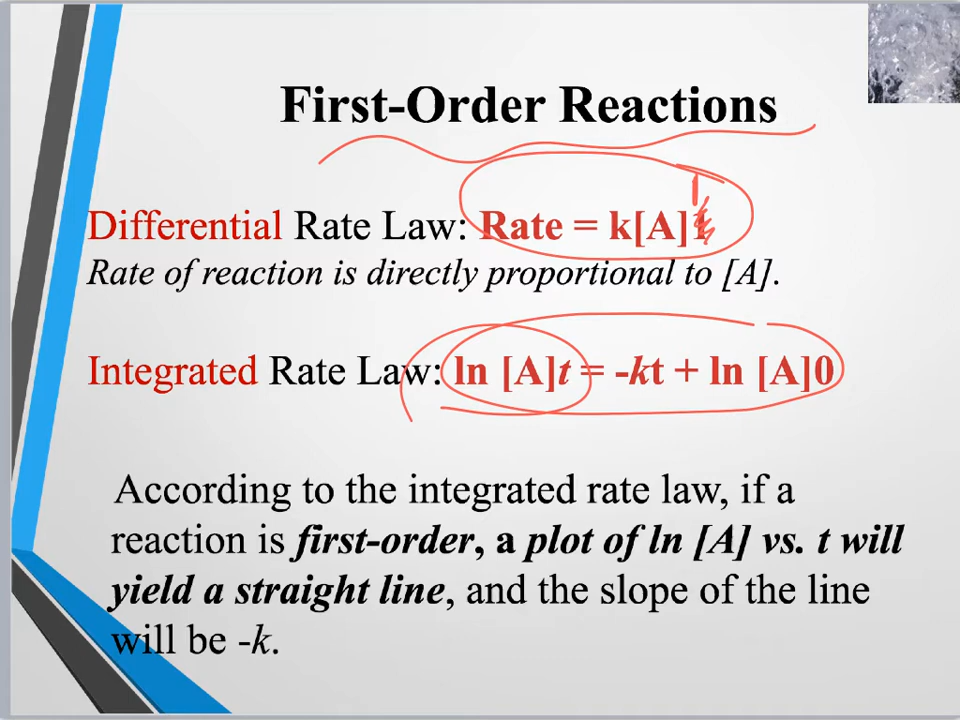 First-Order Reactions
Differential Rate Law: Rate = k[A]1
Rate of reaction is directly proportional to [A].
Integrated Rate Law: ln [A]t = -kt + ln [A]0
According to the integrated rate law, if a
reaction is first-order, a plot of ln [A] vs. t will
yield a straight line, and the slope of the line
will be -k.